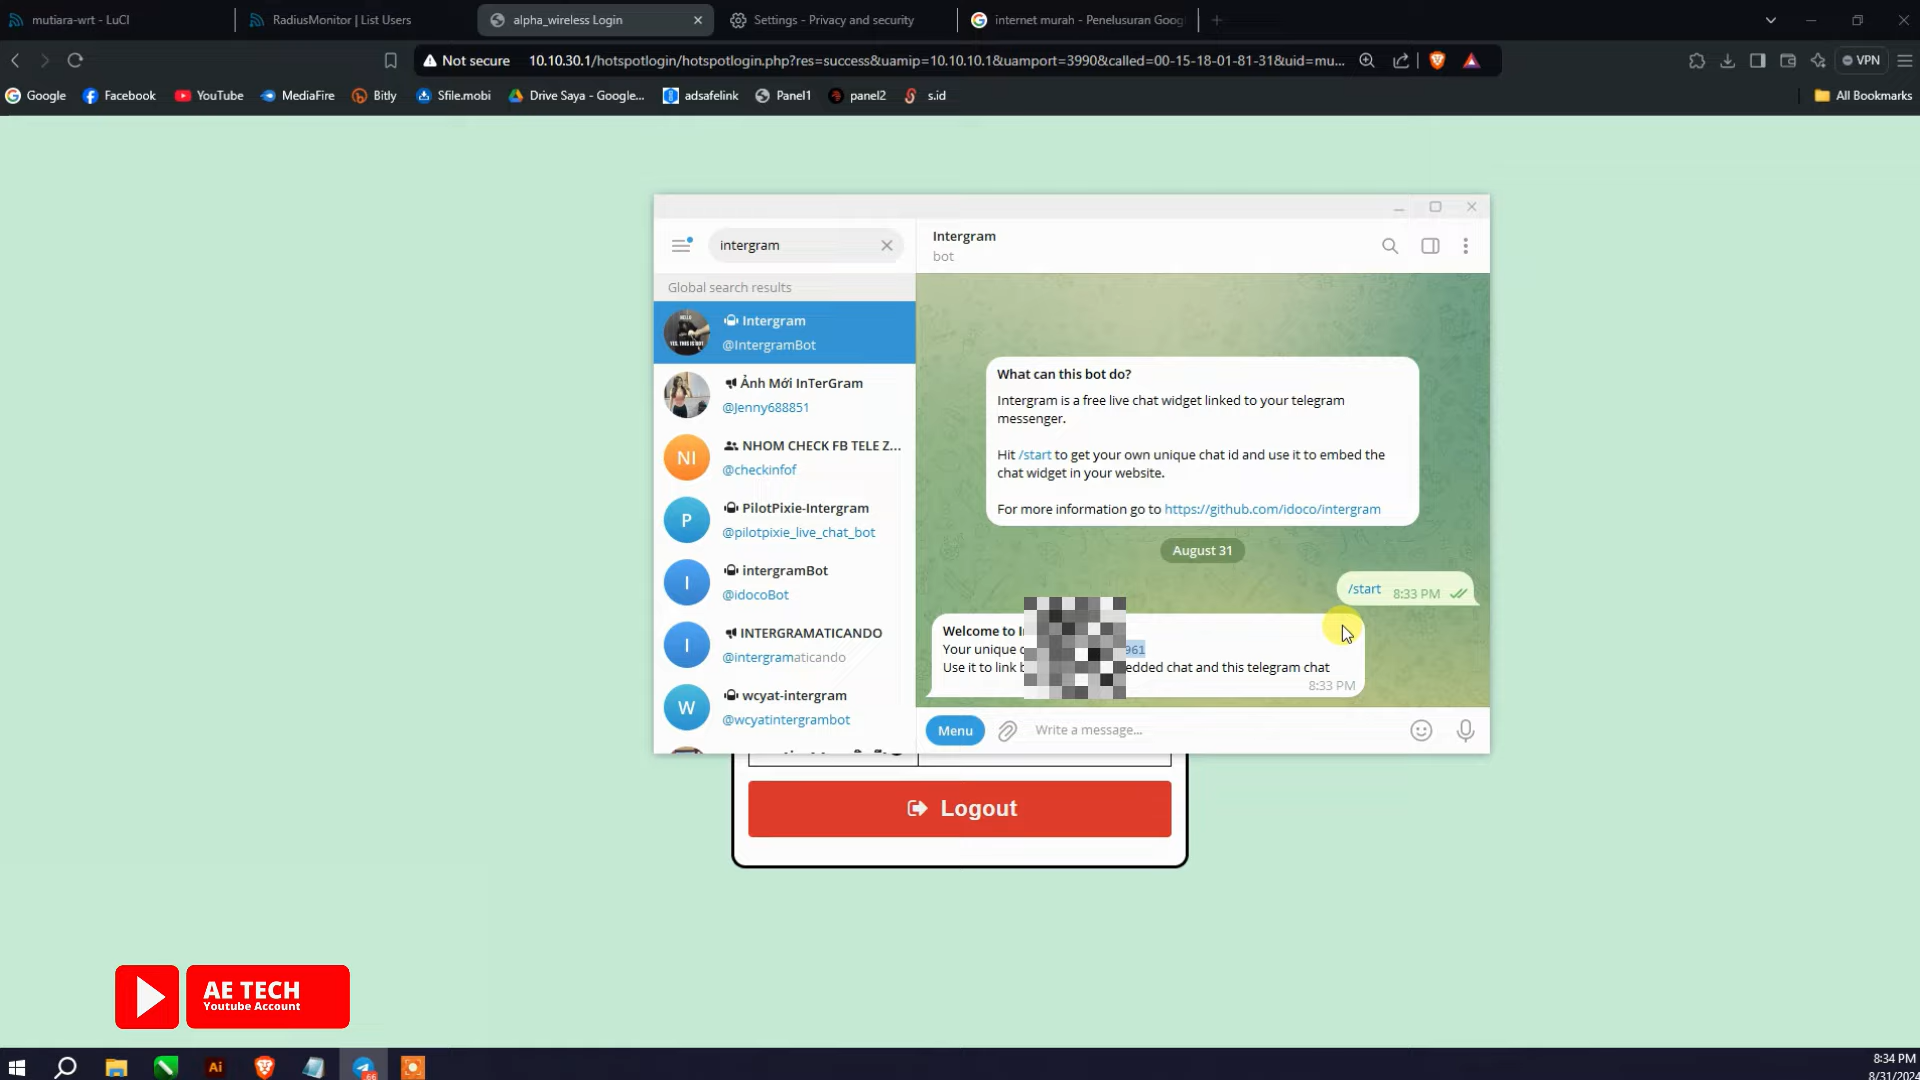 mutiara-wrt - LuCI
RadiusMonitor | List Users
alpha_wireless Login
Settings - Privacy and security
internet murah - Penelusuran Goog
Not secure
10.10.30.1/hotspotlogin/hotspotlogin.php?res=success&uamip=10.10.10.1&uamport=3990&called=00-15-18-01-81-31&uid=mu...
VPN
Google
Facebook
YouTube
MediaFire
Bitly
Sfile.mobi
Drive Saya - Google...
adsafelink
Panel1
panel2
s.id
All Bookmarks
intergram
Global search results
Intergram
@IntergramBot
Ảnh Mới InTerGram
@Jenny688851
NI
NHOM CHECK FB TELE Z...
@checkinfof
P
PilotPixie-Intergram
@pilotpixie_live_chat_bot
I
intergramBot
@idocoBot
I
INTERGRAMATICANDO
@intergramaticando
W
wcyat-intergram
@wcyatintergrambot
Intergram
bot
What can this bot do?
Intergram is a free live chat widget linked to your telegram
messenger.
Hit /start to get your own unique chat id and use it to embed the
chat widget in your website.
For more information go to https://github.com/idoco/intergram
August 31
/start
8:33 PM
Welcome to
Your unique 961
Use it to link chat and this telegram chat
8:33 PM
Menu
Write a message...
Logout
AE TECH
Youtube Account
Ai
66
8:34 PM
8/31/2024